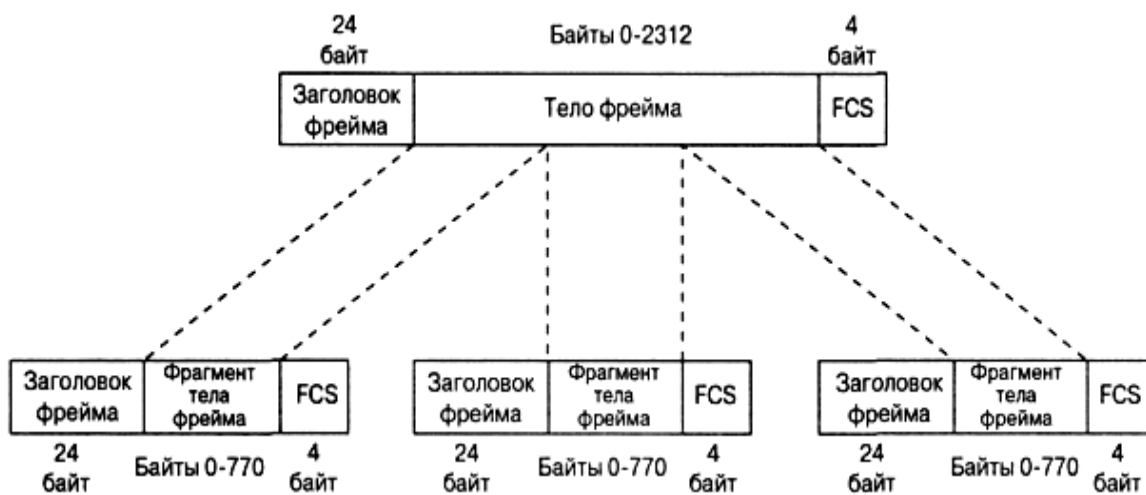 24
байт
Байты 0-2312
4
байт
Заголовок
фрейма
Тело фрейма
FCS
Заголовок
фрейма
Фрагмент
тела
фрейма
FCS
Заголовок
фрейма
Фрагмент
тела
фрейма
FCS
Заголовок
фрейма
Фрагмент
тела
фрейма
FCS
24
байт
Байты 0-770
4
байт
24
байт
Байты 0-770
4
байт
24
байт
Байты 0-770
4
байт